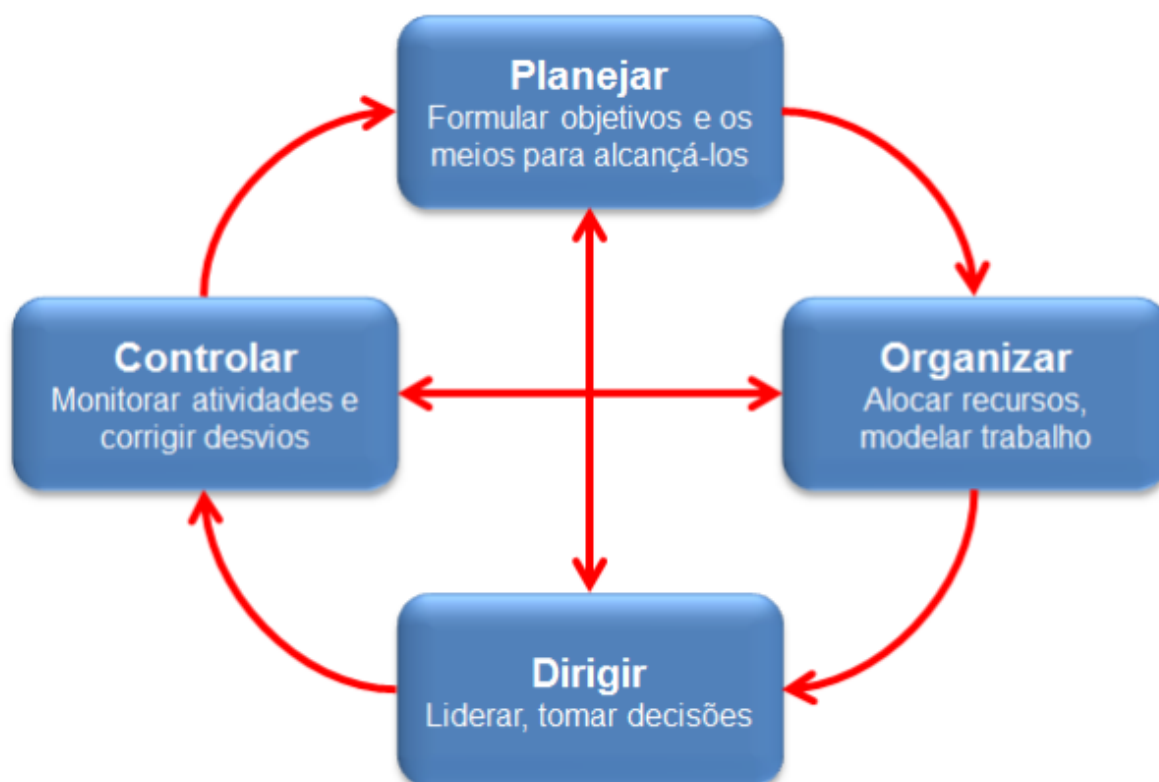 Planejar
Formular objetivos e os
meios para alcançá-los
Controlar
Monitorar atividades e
corrigir desvios
Organizar
Alocar recursos,
modelar trabalho
Dirigir
Liderar, tomar decisões